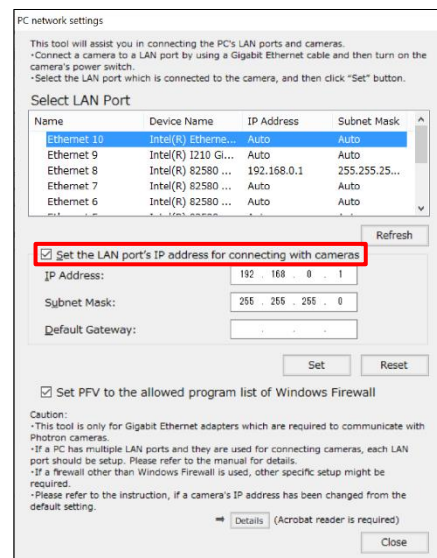 PC network settings
This tool will assist you in connecting the PC's LAN ports and cameras.
・Connect a camera to a LAN port by using a Gigabit Ethernet cable and then turn on the
camera's power switch.
・Select the LAN port which is connected to the camera, and then click "Set" button.
Select LAN Port
Name Device Name IP Address Subnet Mask
Ethernet 10 Intel(R) Etherne... Auto Auto
Ethernet 9 Intel(R) I210 Gi... Auto Auto
Ethernet 8 Intel(R) 82580 ... 192.168.0.1 255.255.25...
Ethernet 7 Intel(R) 82580 ... Auto Auto
Ethernet 6 Intel(R) 82580 ... Auto Auto
Refresh
Set the LAN port's IP address for connecting with cameras
IP Address: 192 . 168 . 0 . 1
Subnet Mask: 255 . 255 . 255 . 0
Default Gateway: . . .
Set Reset
Set PFV to the allowed program list of Windows Firewall
Caution:
・This tool is only for Gigabit Ethernet adapters which are required to communicate with
Photron cameras.
・If a PC has multiple LAN ports and they are used for connecting cameras, each LAN
port should be setup. Please refer to the manual for details.
・If a firewall other than Windows Firewall is used, other specific setup might be
required.
・Please refer to the instruction, if a camera's IP address has been changed from the
default setting.
➡ Details (Acrobat reader is required)
Close